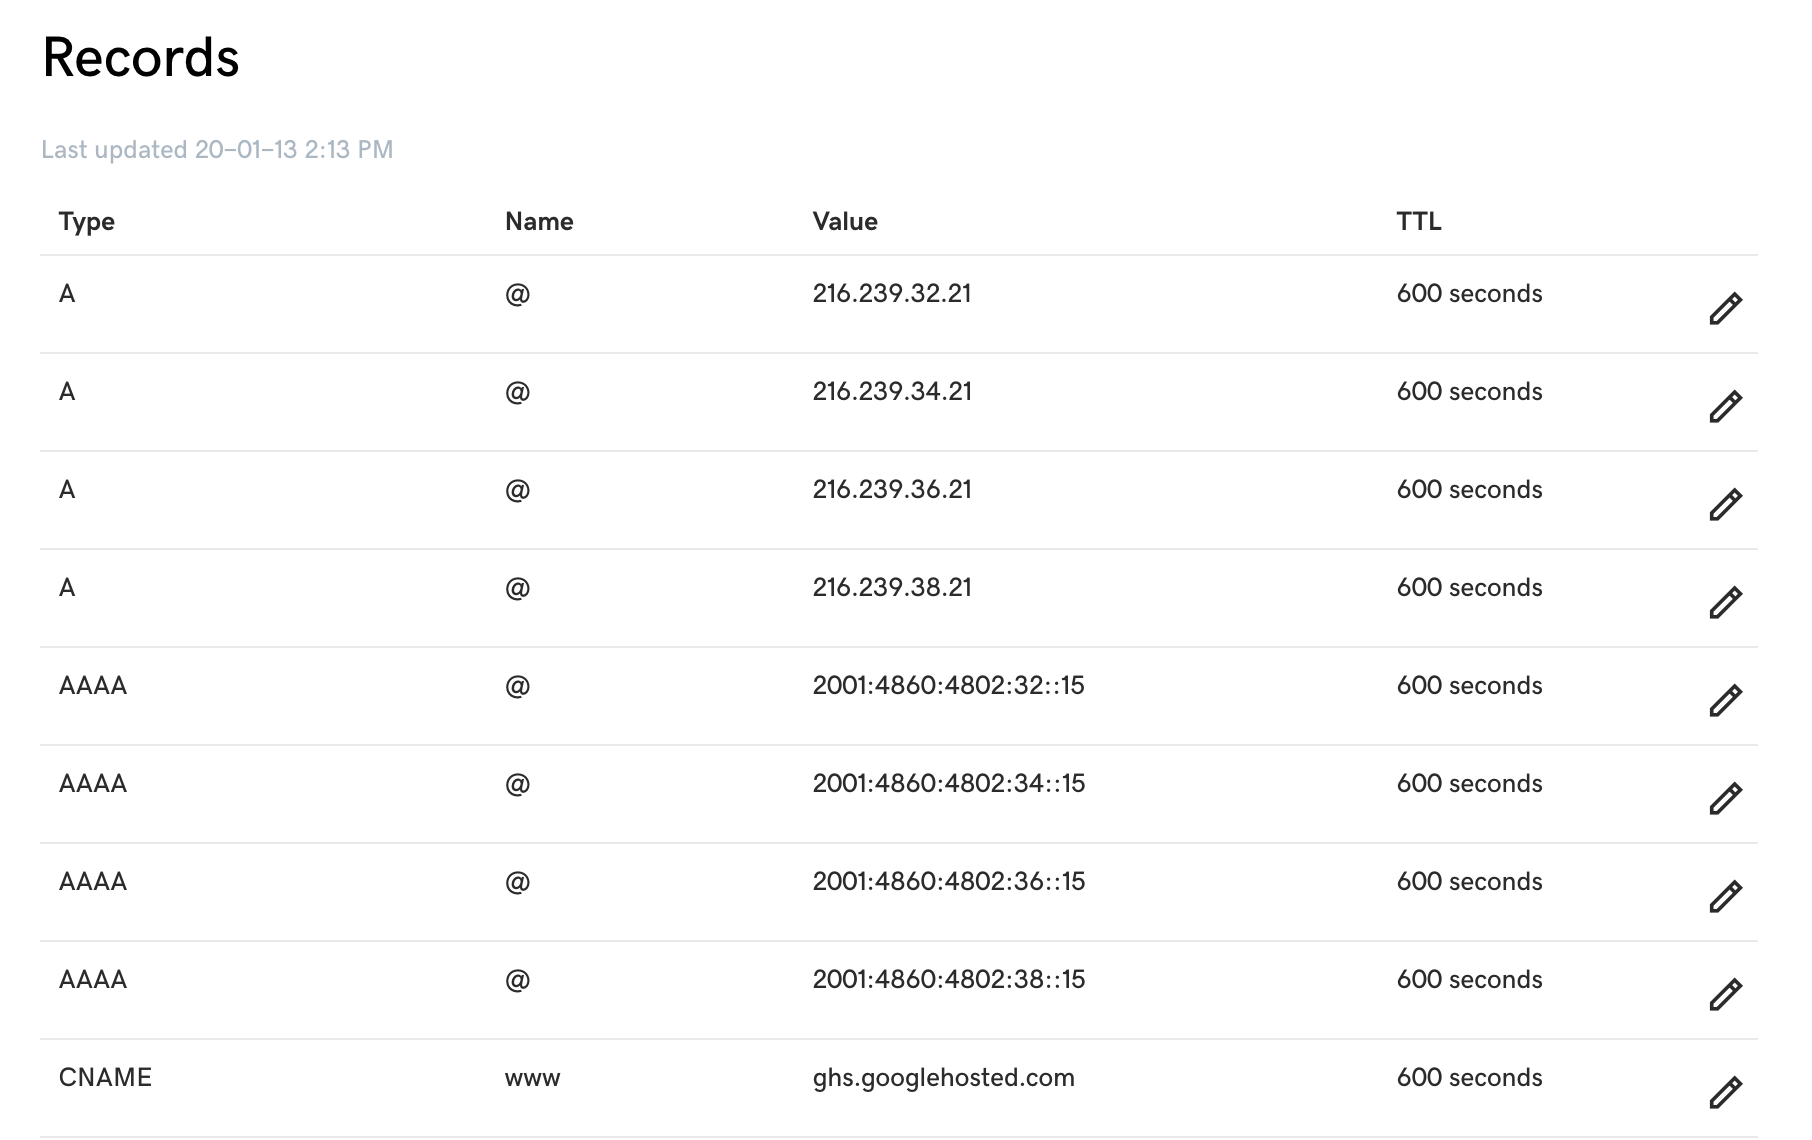 Records
Last updated 20-01-13 2:13 PM
Type Name Value TTL
A @ 216.239.32.21 600 seconds
A @ 216.239.34.21 600 seconds
A @ 216.239.36.21 600 seconds
A @ 216.239.38.21 600 seconds
AAAA @ 2001:4860:4802:32::15 600 seconds
AAAA @ 2001:4860:4802:34::15 600 seconds
AAAA @ 2001:4860:4802:36::15 600 seconds
AAAA @ 2001:4860:4802:38::15 600 seconds
CNAME www ghs.googlehosted.com 600 seconds